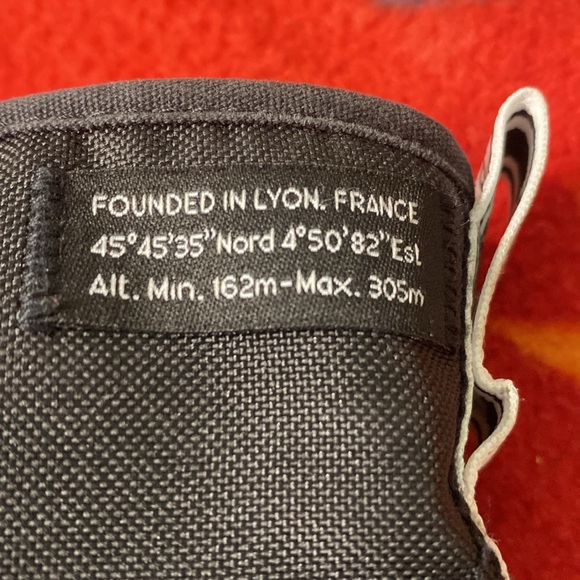 FOUNDED IN LYON, FRANCE
45°45'35"Nord 4°50'82"Est
Alt. Min. 162m-Max. 305m